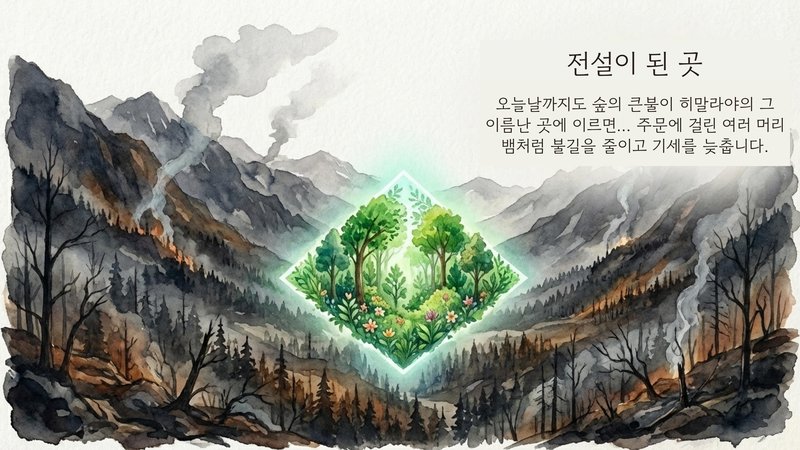 전설이 된 곳
오늘날까지도 숲의 큰불이 히말라야의 그
이름난 곳에 이르면... 주문에 걸린 여러 머리
뱀처럼 불길을 줄이고 기세를 늦춥니다.